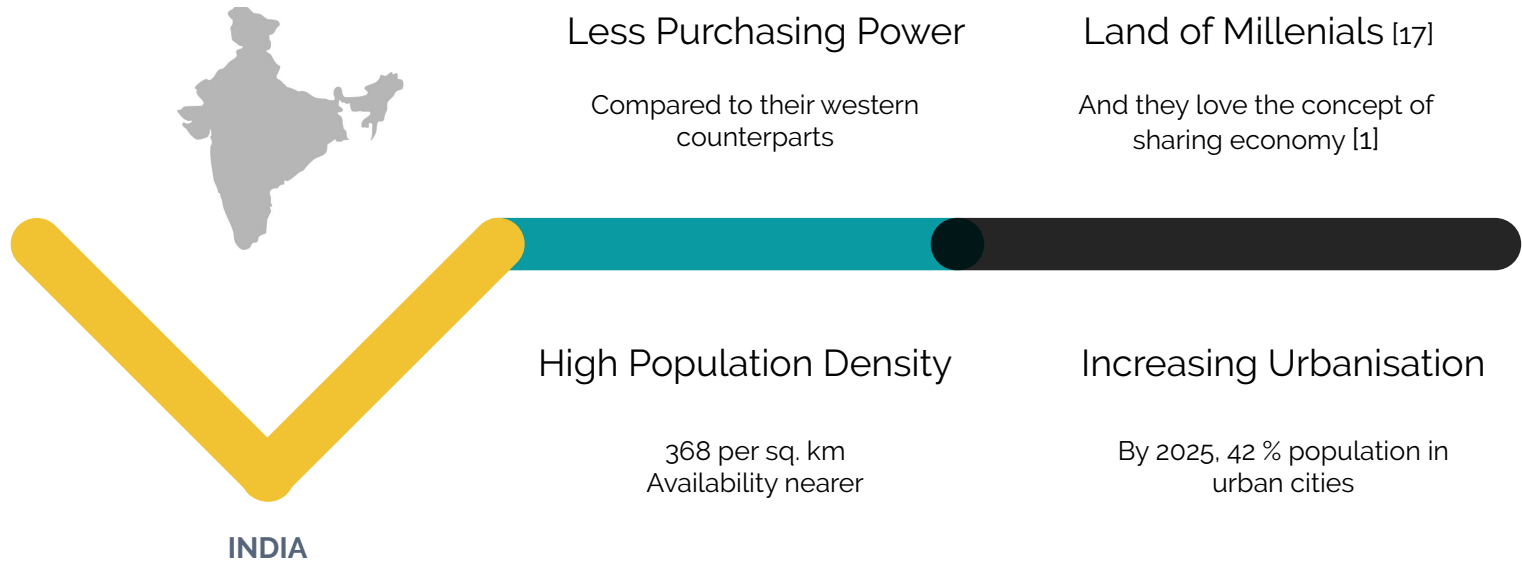 Less Purchasing Power
Compared to their western
counterparts
Land of Millenials [17]
And they love the concept of
sharing economy [1]
High Population Density
368 per sq. km
Availability nearer
Increasing Urbanisation
By 2025, 42 % population in
urban cities
INDIA